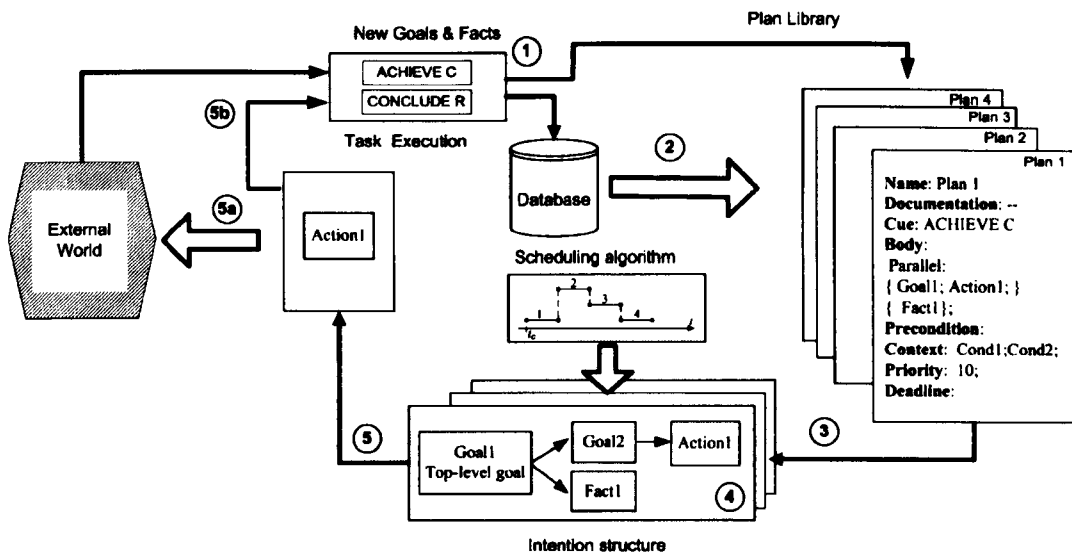 Plan Library
New Goals & Facts
1
ACHIEVE C
CONCLUDE R
5b
Task Execution
2
Plan 4
Plan 3
Plan 2
Plan 1
Name: Plan 1
Documentation: --
Cue: ACHIEVE C
Body:
Parallel:
{ Goal1; Action1; }
{ Fact1};
Precondition:
Context: Cond1;Cond2;
Priority: 10;
Deadline:
Database
5a
External
World
Action1
Scheduling algorithm
2
3
1
4
t_c
t
5
3
Goal1
Top-level goal
Goal2
Action1
Fact1
4
Intention structure